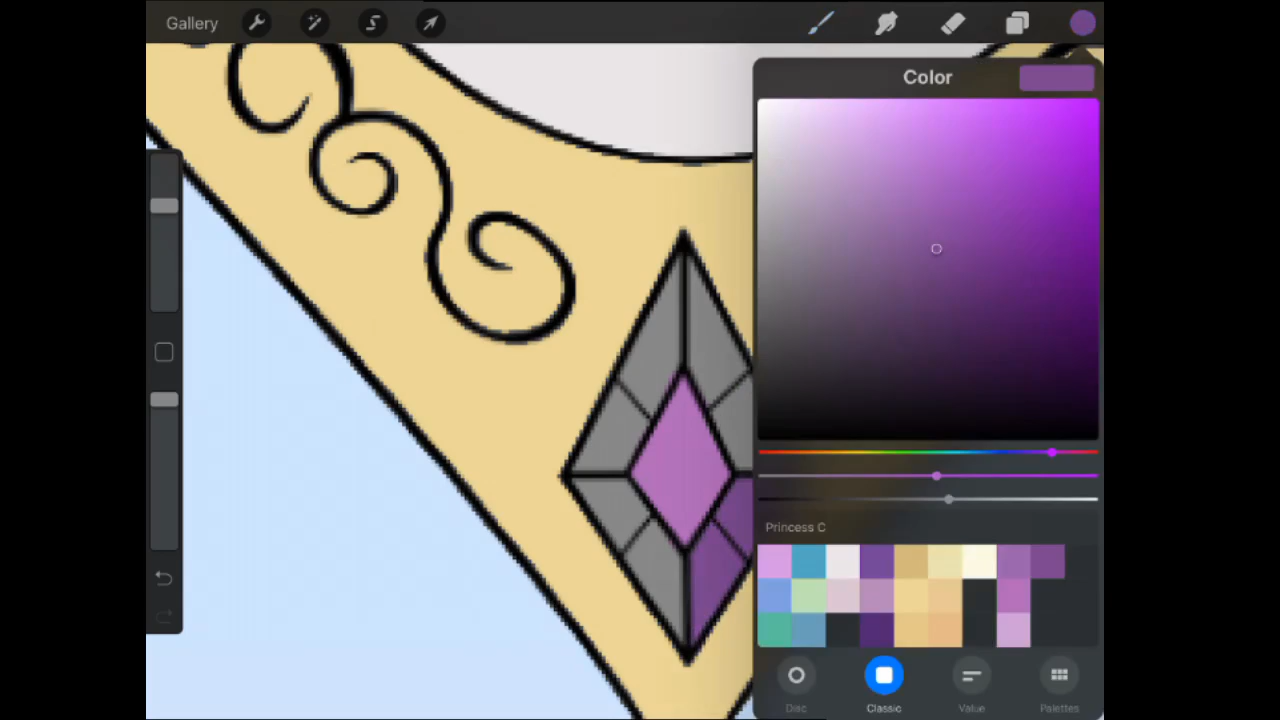 Gallery
Color
Princess C
Disc
Classic
Value
Palettes